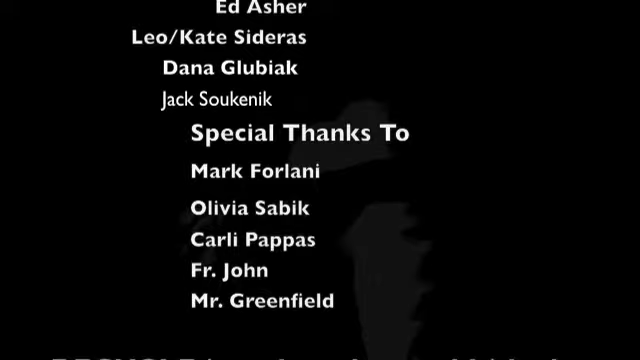 Ed Asher
Leo/Kate Sideras
Dana Glubiak
Jack Soukenik
Special Thanks To
Mark Forlani
Olivia Sabik
Carli Pappas
Fr. John
Mr. Greenfield